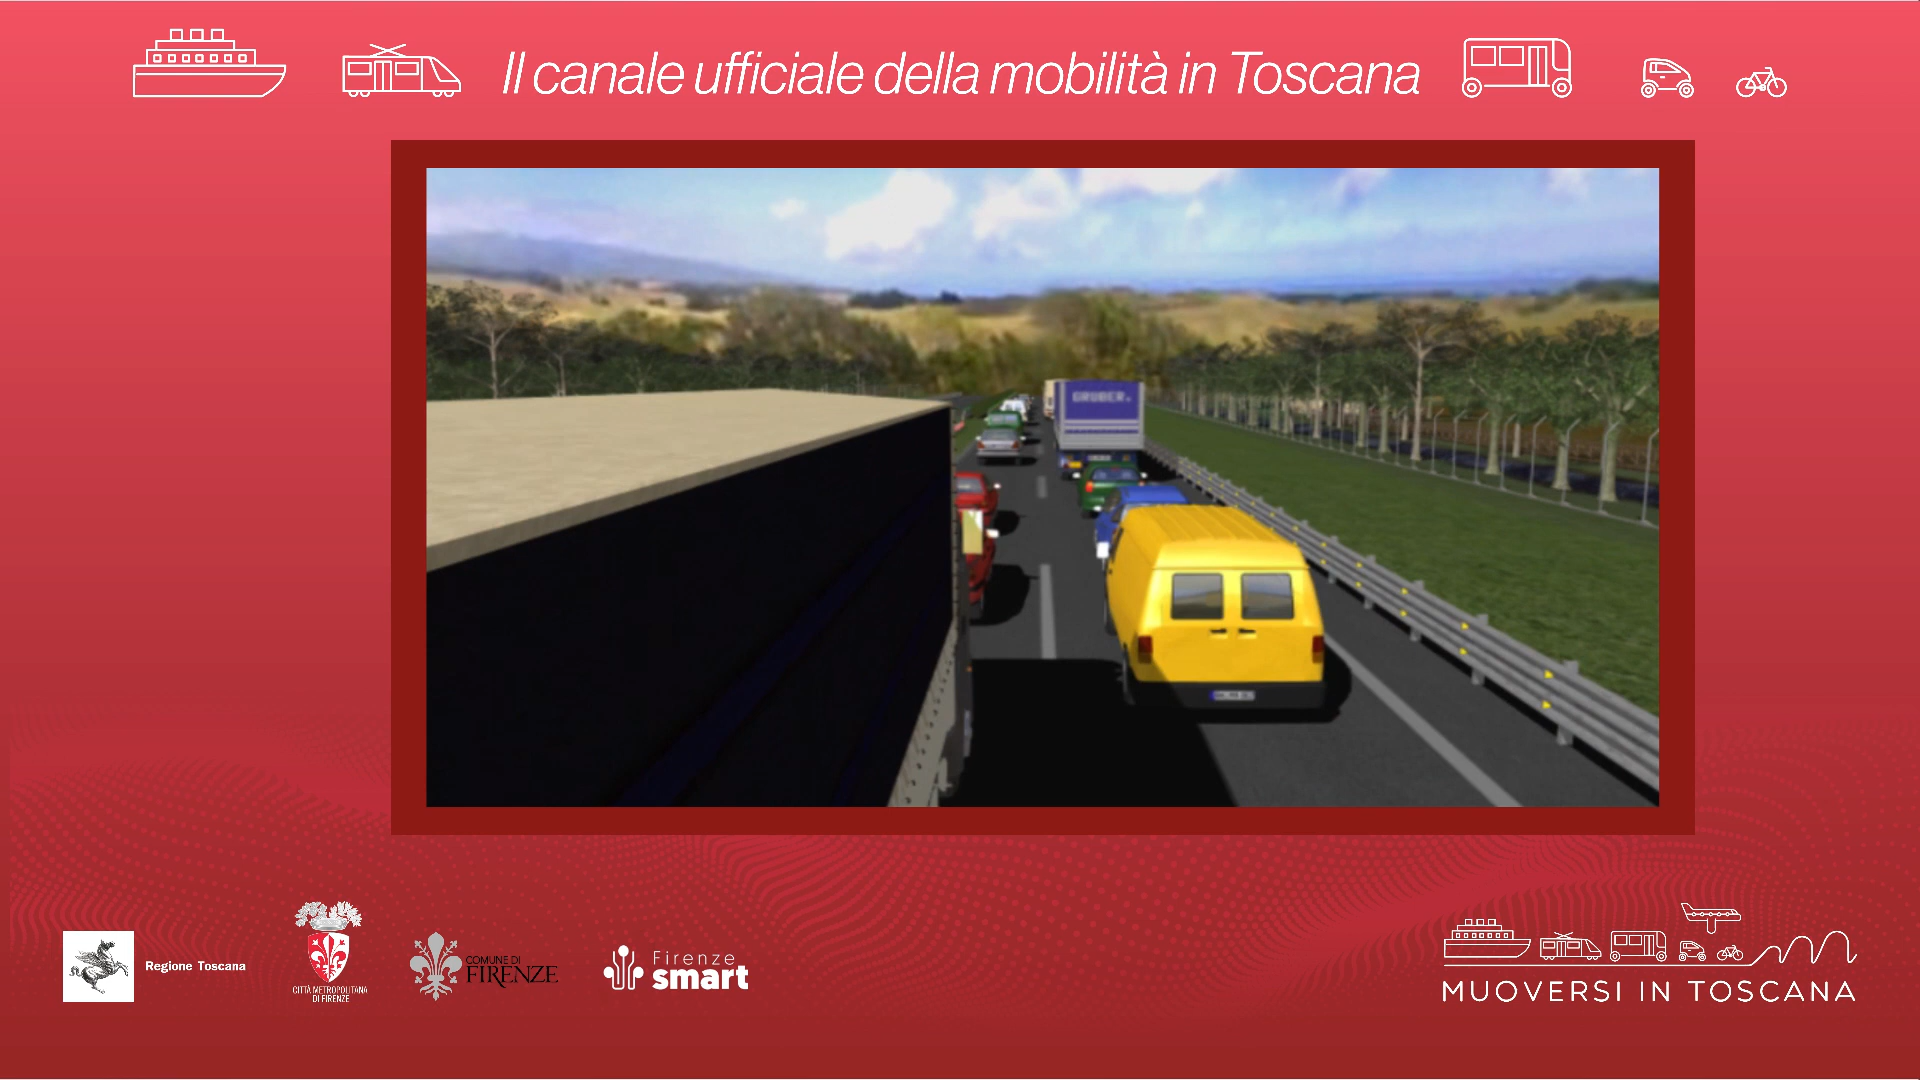 Il canale ufficiale della mobilità in Toscana
GRUBER.
Regione Toscana
CITTÀ METROPOLITANA
DI FIRENZE
COMUNE DI
FIRENZE
Firenze
smart
MUOVERSI IN TOSCANA